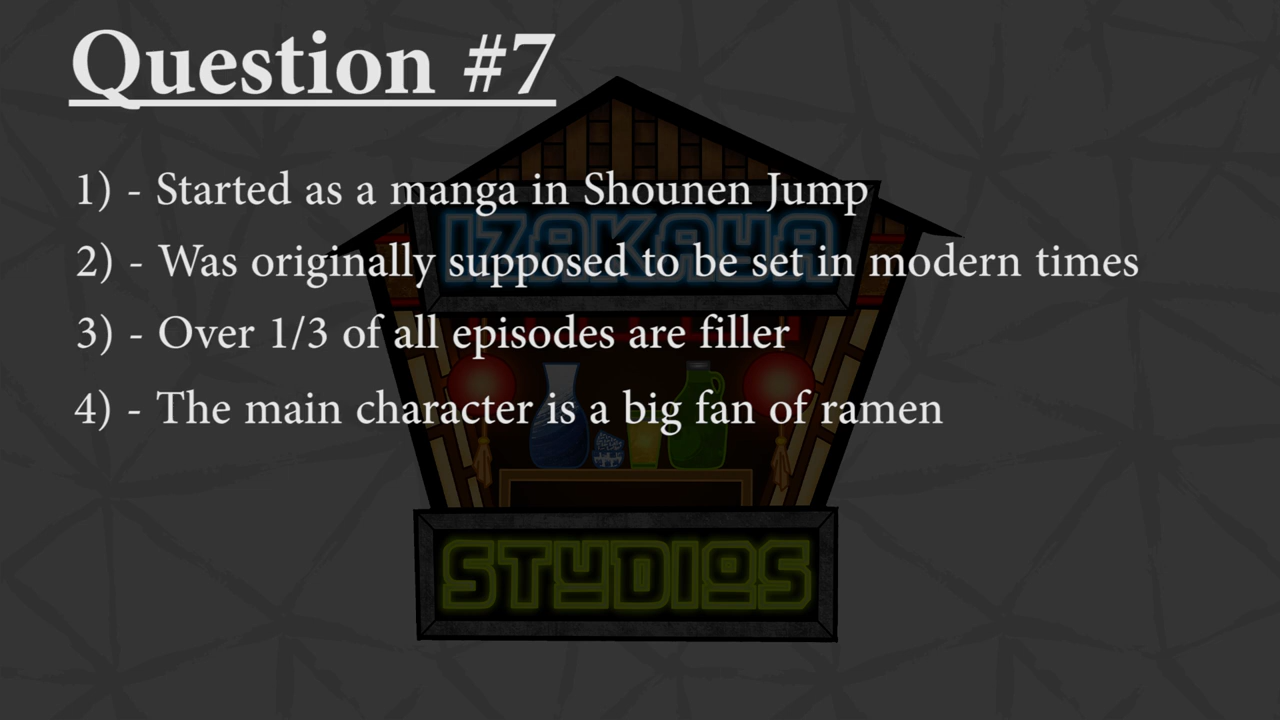 Question #7
1) - Started as a manga in Shounen Jump
IZAKAYA
2) - Was originally supposed to be set in modern times
3) - Over 1/3 of all episodes are filler
4) - The main character is a big fan of ramen
STUDIOS